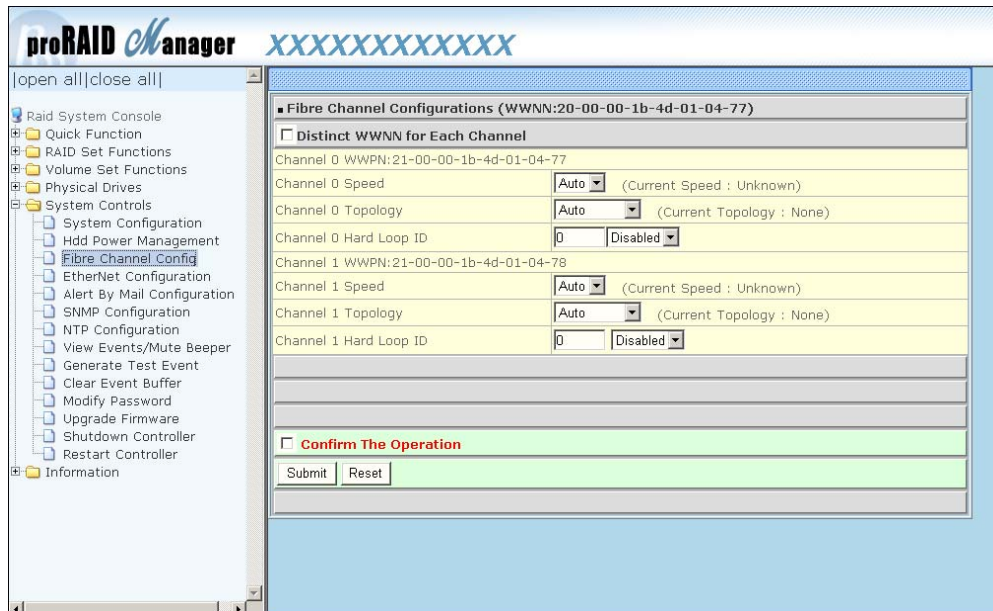 proRAID Manager XXXXXXXXXXXX
|open all|close all|
Raid System Console
Quick Function
RAID Set Functions
Volume Set Functions
Physical Drives
System Controls
System Configuration
Hdd Power Management
Fibre Channel Config
EtherNet Configuration
Alert By Mail Configuration
SNMP Configuration
NTP Configuration
View Events/Mute Beeper
Generate Test Event
Clear Event Buffer
Modify Password
Upgrade Firmware
Shutdown Controller
Restart Controller
Information
Fibre Channel Configurations (WWNN:20-00-00-1b-4d-01-04-77)
Distinct WWNN for Each Channel
Channel 0 WWPN:21-00-00-1b-4d-01-04-77
Channel 0 Speed Auto (Current Speed : Unknown)
Channel 0 Topology Auto (Current Topology : None)
Channel 0 Hard Loop ID 0 Disabled
Channel 1 WWPN:21-00-00-1b-4d-01-04-78
Channel 1 Speed Auto (Current Speed : Unknown)
Channel 1 Topology Auto (Current Topology : None)
Channel 1 Hard Loop ID 0 Disabled
Confirm The Operation
Submit Reset